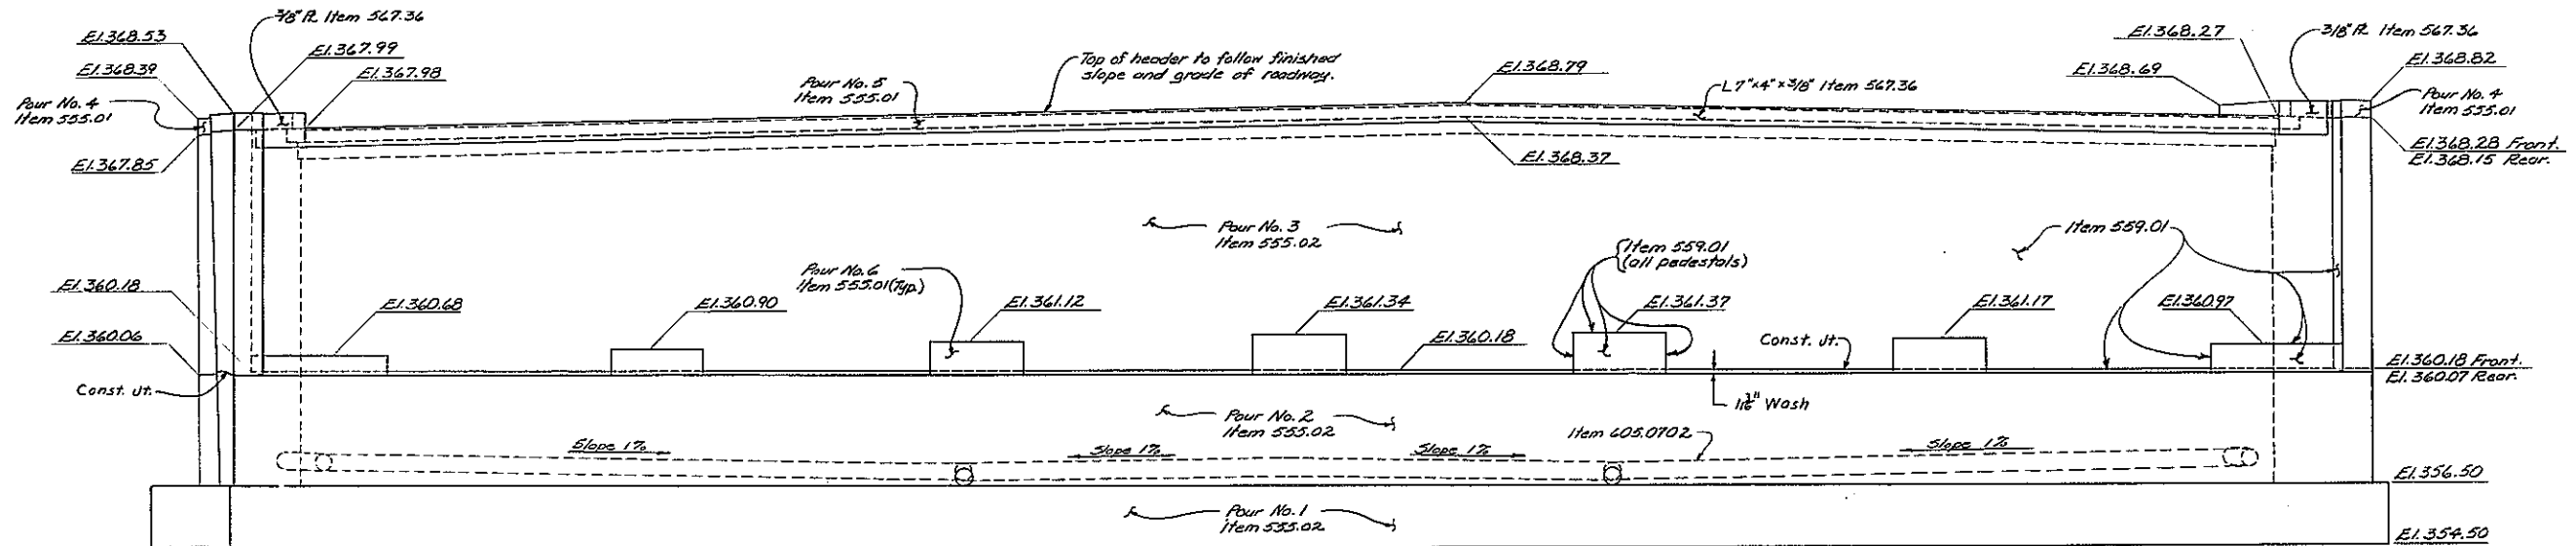 3/8" PL Item 567.36
El.368.53
El.367.99
El.368.39
El.367.98
Pour No. 4
Item 555.01
El.367.85
Pour No. 5
Item 555.01
Top of header to follow finished
slope and grade of roadway.
El.368.79
L7"x4"x3/8" Item 567.36
El.368.37
El.368.27
3/8" PL Item 567.36
El.368.69
El.368.82
Pour No. 4
Item 555.01
El.368.28 Front.
El.368.15 Rear.
Pour No. 3
Item 555.02
Item 559.01
(all pedestals)
Item 559.01
Pour No. 6
Item 555.01(Typ.)
El.360.18
El.360.68
El.360.90
El.361.12
El.361.34
El.361.37
El.361.17
El.360.97
El.360.06
El.360.18
Const. Jt.
El.360.18 Front.
El.360.07 Rear.
Const. Jt.
Wash
Pour No. 2
Item 555.02
Item 605.0702
Slope 1%
Slope 1%
Slope 1%
Slope 1%
El.356.50
Pour No. 1
Item 555.02
El.354.50